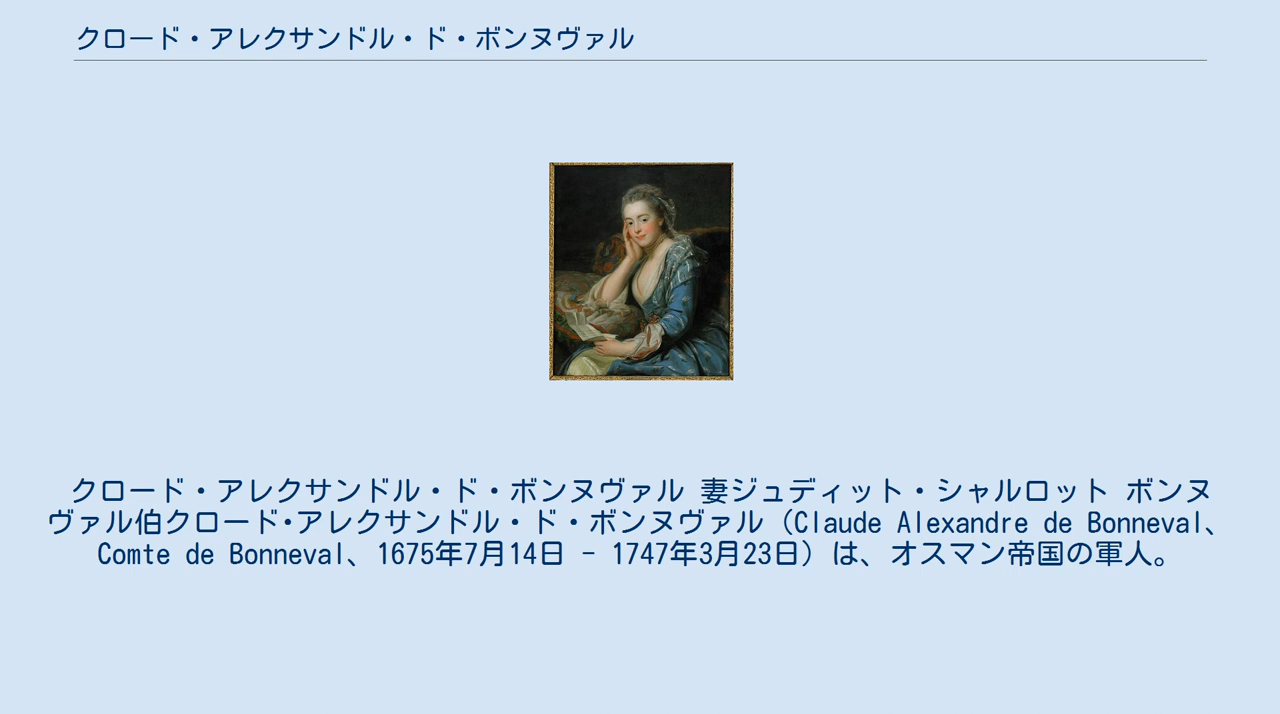 クロード・アレクサンドル・ド・ボンヌヴァル
クロード・アレクサンドル・ド・ボンヌヴァル 妻ジュディット・シャルロット ボンヌ
ヴァル伯クロード･アレクサンドル・ド・ボンヌヴァル（Claude Alexandre de Bonneval、
Comte de Bonneval、1675年7月14日 - 1747年3月23日）は、オスマン帝国の軍人。